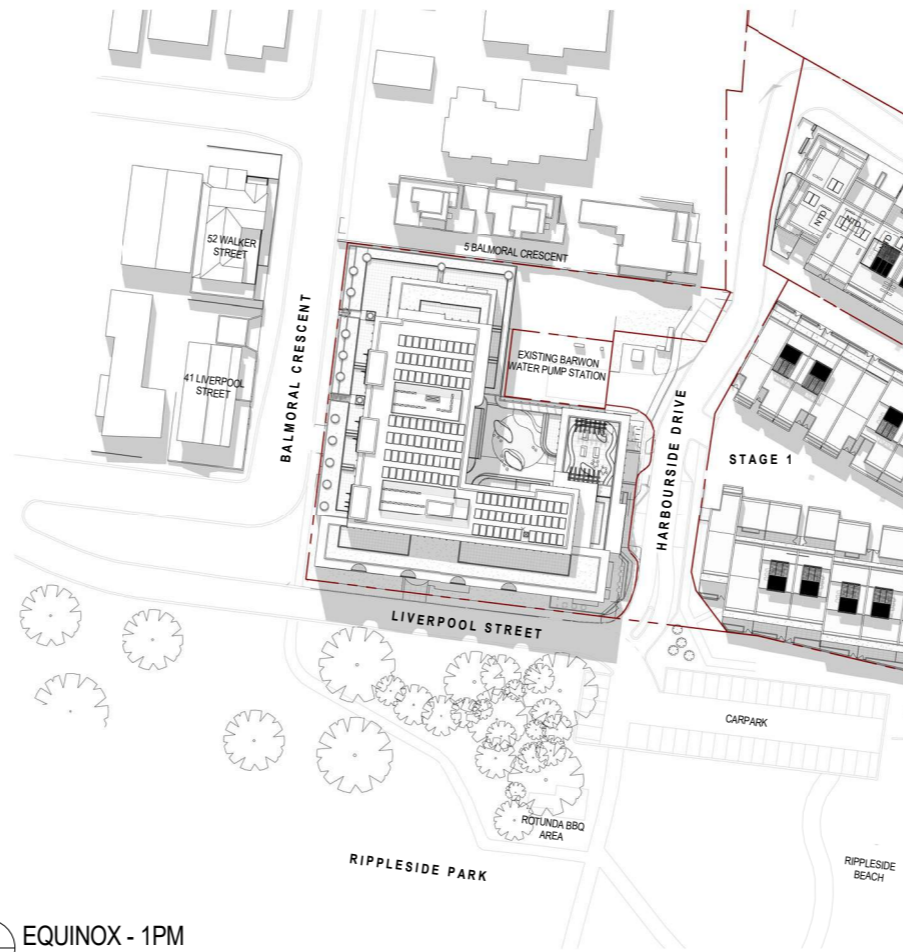 52 WALKER
STREET
5 BALMORAL CRESCENT
BALMORAL CRESCENT
EXISTING BARWON
WATER PUMP STATION
41 LIVERPOOL
STREET
HARBOURSIDE DRIVE
STAGE 1
LIVERPOOL STREET
CARPARK
ROTUNDA BBQ
AREA
RIPPLESIDE PARK
RIPPLESIDE
BEACH
EQUINOX - 1PM